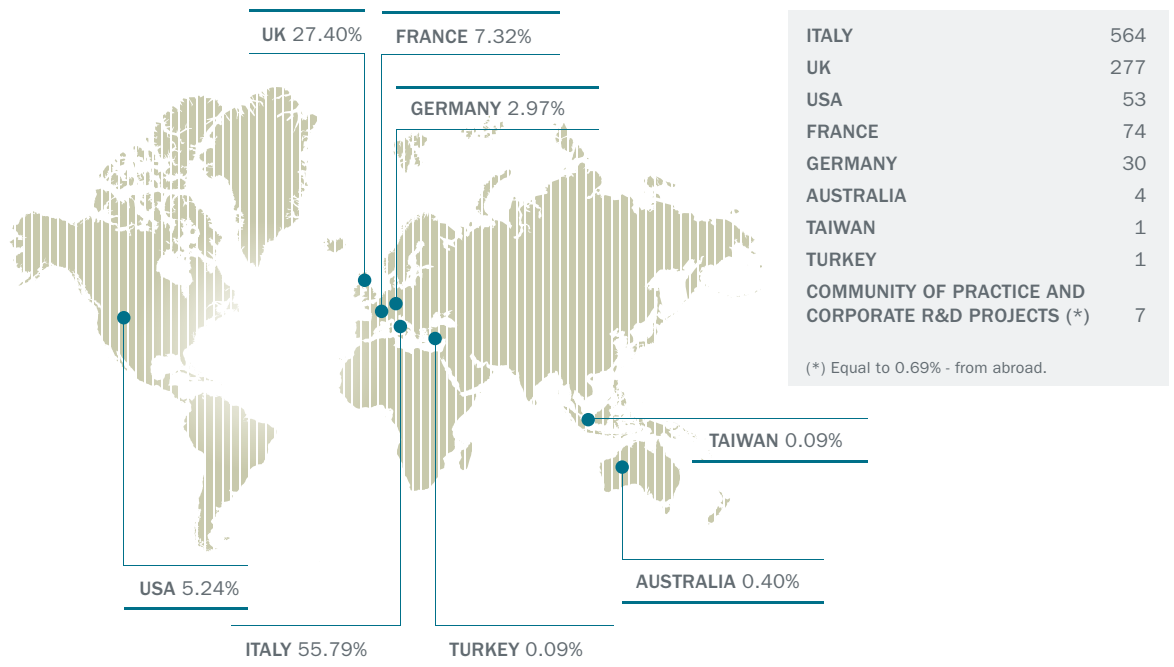 UK 27.40%
FRANCE 7.32%
GERMANY 2.97%
ITALY 564
UK 277
USA 53
FRANCE 74
GERMANY 30
AUSTRALIA 4
TAIWAN 1
TURKEY 1
COMMUNITY OF PRACTICE AND
CORPORATE R&D PROJECTS (*) 7
(*) Equal to 0.69% - from abroad.
TAIWAN 0.09%
AUSTRALIA 0.40%
USA 5.24%
ITALY 55.79%
TURKEY 0.09%